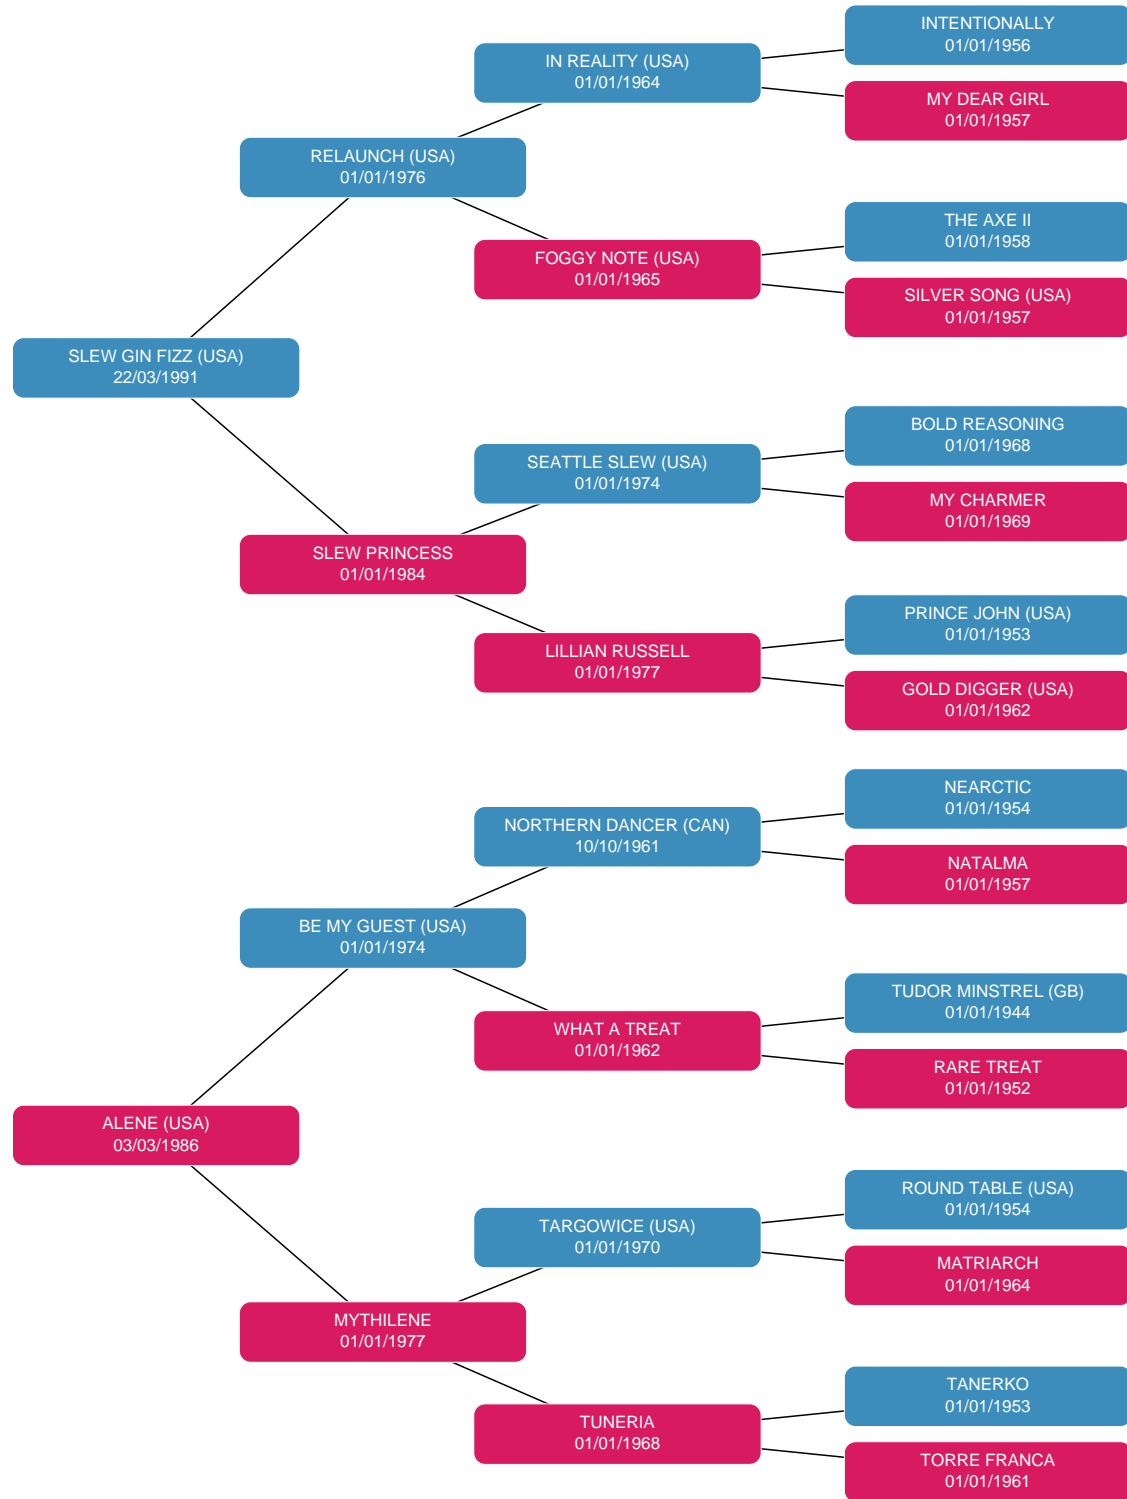 INTENTIONALLY
01/01/1956
IN REALITY (USA)
01/01/1964
MY DEAR GIRL
01/01/1957
RELAUNCH (USA)
01/01/1976
THE AXE II
01/01/1958
FOGGY NOTE (USA)
01/01/1965
SILVER SONG (USA)
01/01/1957
SLEW GIN FIZZ (USA)
22/03/1991
BOLD REASONING
01/01/1968
SEATTLE SLEW (USA)
01/01/1974
MY CHARMER
01/01/1969
SLEW PRINCESS
01/01/1984
PRINCE JOHN (USA)
01/01/1953
LILLIAN RUSSELL
01/01/1977
GOLD DIGGER (USA)
01/01/1962
NEARCTIC
01/01/1954
NORTHERN DANCER (CAN)
10/10/1961
NATALMA
01/01/1957
BE MY GUEST (USA)
01/01/1974
TUDOR MINSTREL (GB)
01/01/1944
WHAT A TREAT
01/01/1962
RARE TREAT
01/01/1952
ALENE (USA)
03/03/1986
ROUND TABLE (USA)
01/01/1954
TARGOWICE (USA)
01/01/1970
MATRIARCH
01/01/1964
MYTHILENE
01/01/1977
TANERKO
01/01/1953
TUNERIA
01/01/1968
TORRE FRANCA
01/01/1961